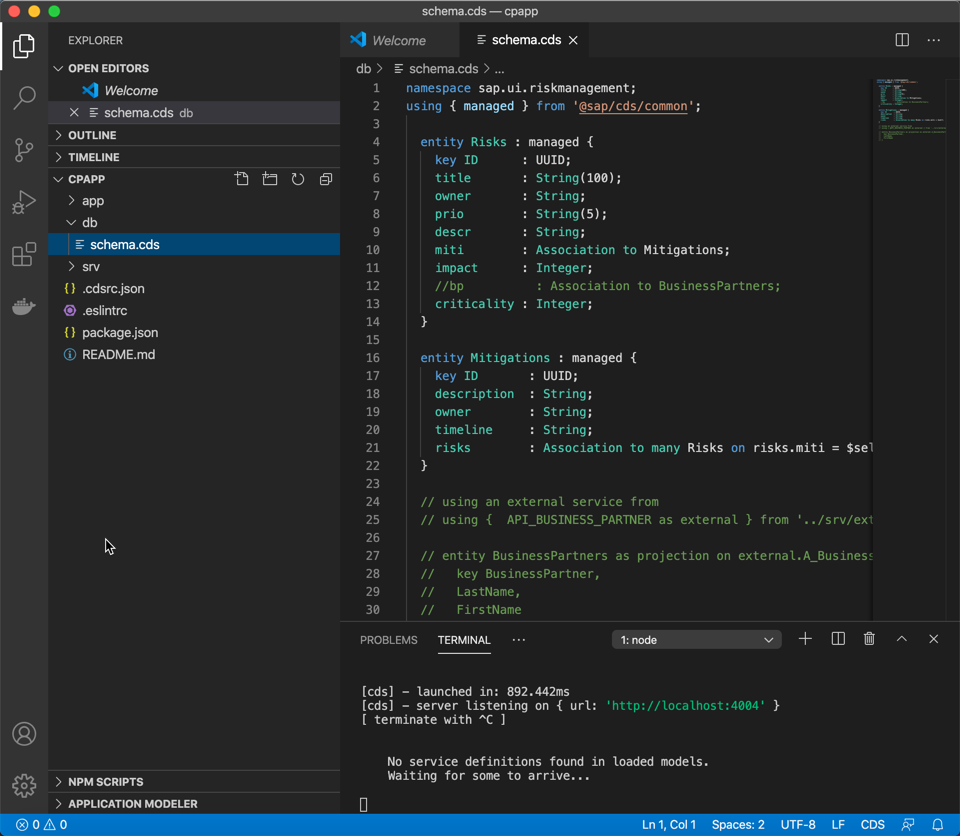 schema.cds — cpapp
EXPLORER
OPEN EDITORS
Welcome
schema.cds db
OUTLINE
TIMELINE
CPAPP
app
db
schema.cds
srv
{} .cdsrc.json
.eslintrc
{} package.json
README.md
NPM SCRIPTS
APPLICATION MODELER
Welcome
schema.cds
db > schema.cds > ...
1 namespace sap.ui.riskmanagement;
2 using { managed } from '@sap/cds/common';
3
4 entity Risks : managed {
5 key ID : UUID;
6 title : String(100);
7 owner : String;
8 prio : String(5);
9 descr : String;
10 miti : Association to Mitigations;
11 impact : Integer;
12 //bp : Association to BusinessPartners;
13 criticality : Integer;
14 }
15
16 entity Mitigations : managed {
17 key ID : UUID;
18 description : String;
19 owner : String;
20 timeline : String;
21 risks : Association to many Risks on risks.miti = $sel
22 }
23
24 // using an external service from
25 // using { API_BUSINESS_PARTNER as external } from '../srv/ext
26
27 // entity BusinessPartners as projection on external.A_Business
28 // key BusinessPartner,
29 // LastName,
30 // FirstName
PROBLEMS TERMINAL ...
1: node
[cds] - launched in: 892.442ms
[cds] - server listening on { url: 'http://localhost:4004' }
[ terminate with ^C ]
No service definitions found in loaded models.
Waiting for some to arrive...
0 0
Ln 1, Col 1 Spaces: 2 UTF-8 LF CDS